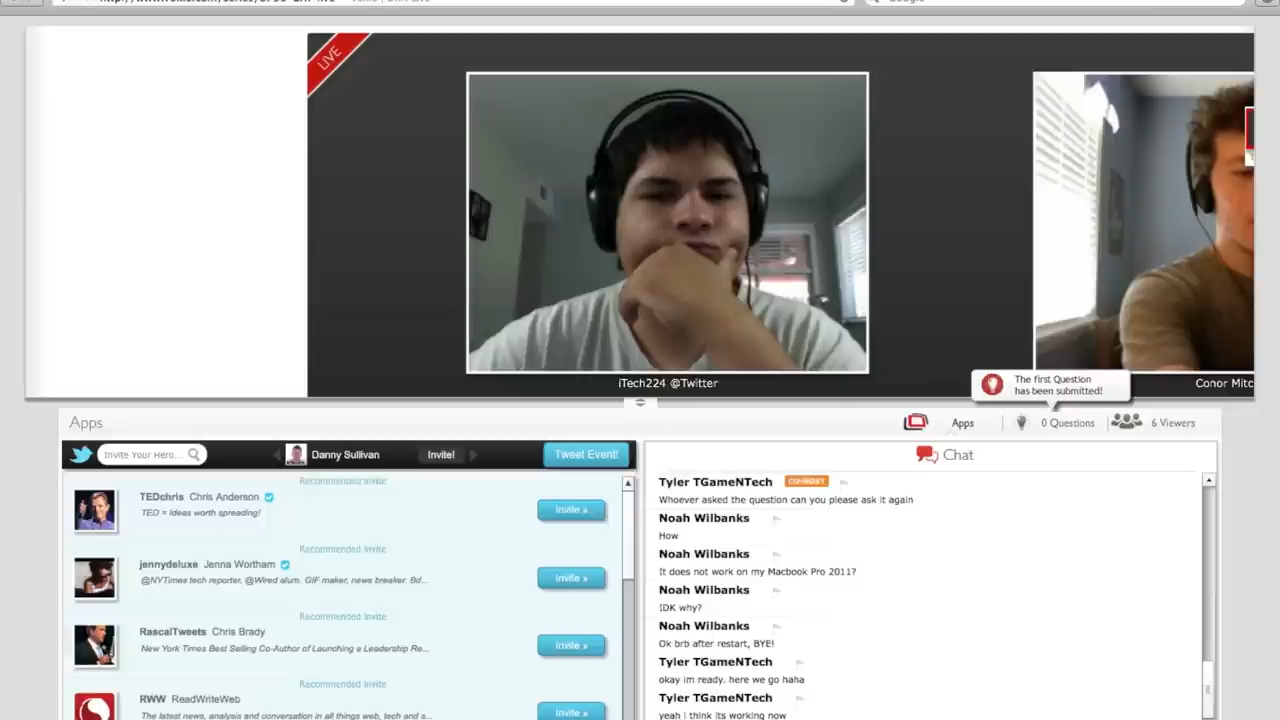 LIVE
iTech224 @Twitter
Conor Mitc
The first Question
has been submitted!
Apps
Apps
0 Questions
6 Viewers
Invite Your Hero...
Danny Sullivan
Invite!
Tweet Event!
Recommended Invite
TEDchris Chris Anderson
TED = Ideas worth spreading!
Invite »
Recommended Invite
jennydeluxe Jenna Wortham
@NYTimes tech reporter, @Wired alum. GIF maker, news breaker. Bd...
Invite »
Recommended Invite
RascalTweets Chris Brady
New York Times Best Selling Co-Author of Launching a Leadership Re...
Invite »
Recommended Invite
RWW ReadWriteWeb
The latest news, analysis and conversation in all things web, tech and s...
Invite »
Chat
Tyler TGameNTech CO-HOST
Whoever asked the question can you please ask it again
Noah Wilbanks
How
Noah Wilbanks
It does not work on my Macbook Pro 2011?
Noah Wilbanks
IDK why?
Noah Wilbanks
Ok brb after restart, BYE!
Tyler TGameNTech
okay im ready. here we go haha
Tyler TGameNTech
yeah i think its working now